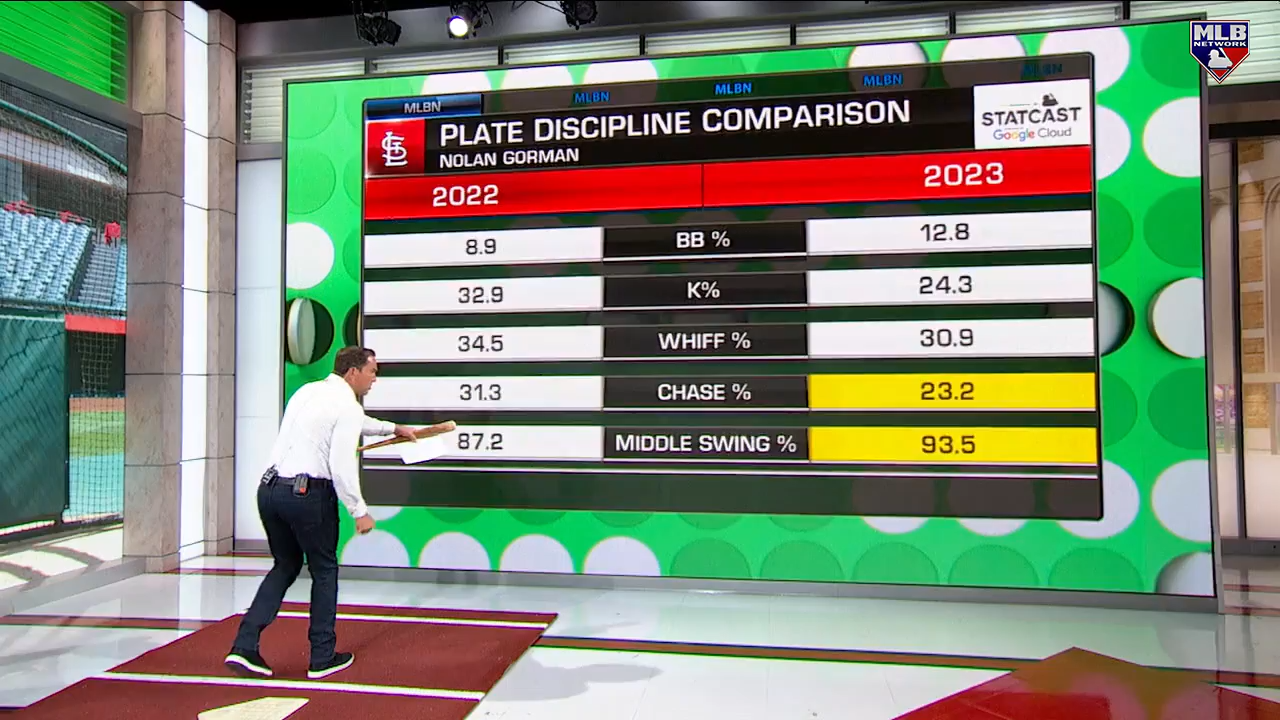 MLB
NETWORK
MLBN
MLBN
MLBN
MLBN
MLBN
PLATE DISCIPLINE COMPARISON
NOLAN GORMAN
STATCAST
Google Cloud
2022 2023
8.9 BB % 12.8
32.9 K% 24.3
34.5 WHIFF % 30.9
31.3 CHASE % 23.2
87.2 MIDDLE SWING % 93.5